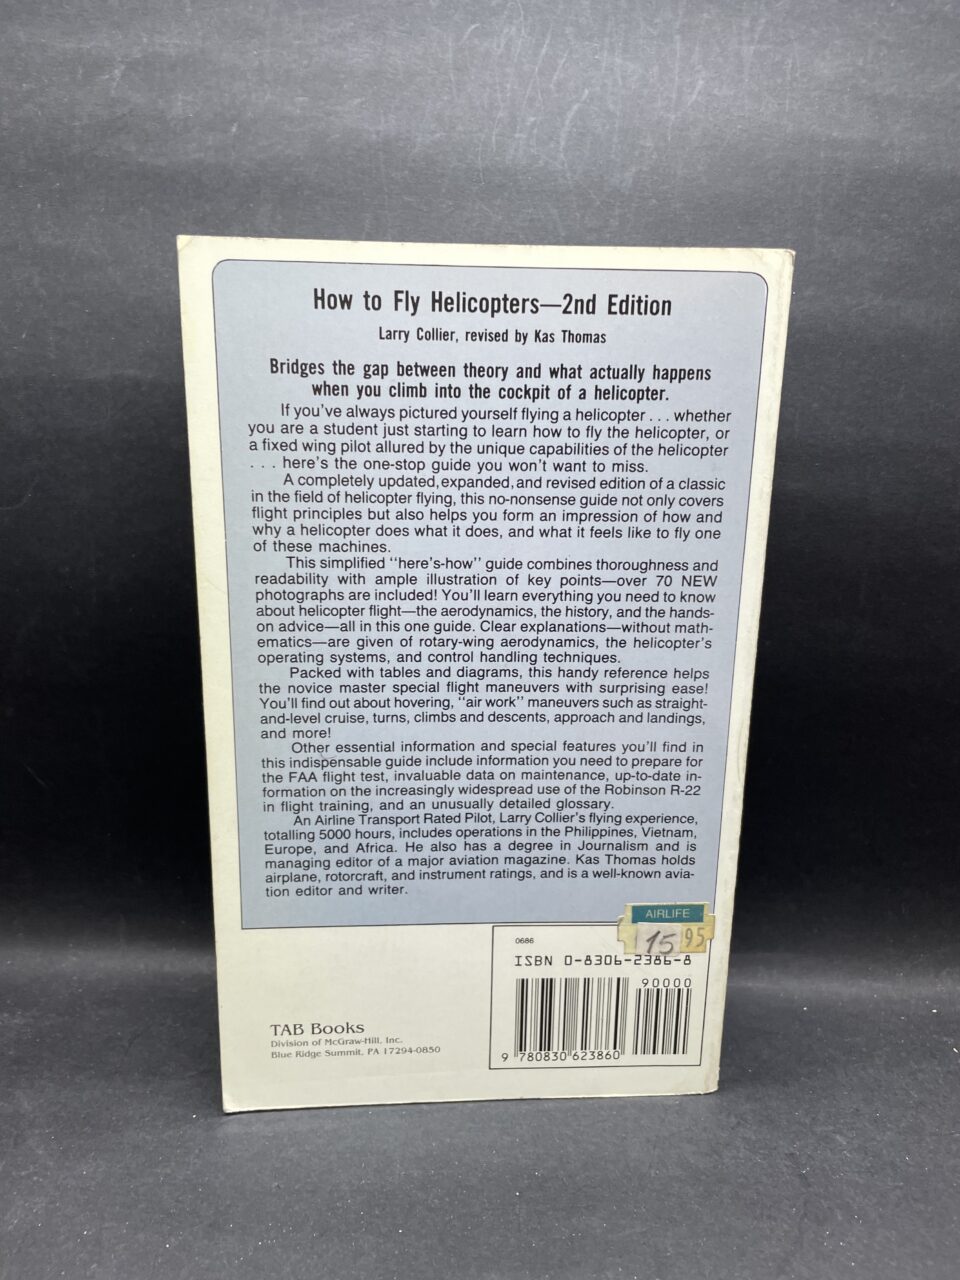 How to Fly Helicopters—2nd Edition
Larry Collier, revised by Kas Thomas
Bridges the gap between theory and what actually happens
when you climb into the cockpit of a helicopter.
If you've always pictured yourself flying a helicopter . . . whether
you are a student just starting to learn how to fly the helicopter, or
a fixed wing pilot allured by the unique capabilities of the helicopter
. . . here's the one-stop guide you won't want to miss.
A completely updated, expanded, and revised edition of a classic
in the field of helicopter flying, this no-nonsense guide not only covers
flight principles but also helps you form an impression of how and
why a helicopter does what it does, and what it feels like to fly one
of these machines.
This simplified "here's-how" guide combines thoroughness and
readability with ample illustration of key points—over 70 NEW
photographs are included! You'll learn everything you need to know
about helicopter flight—the aerodynamics, the history, and the hands-
on advice—all in this one guide. Clear explanations—without math-
ematics—are given of rotary-wing aerodynamics, the helicopter's
operating systems, and control handling techniques.
Packed with tables and diagrams, this handy reference helps
the novice master special flight maneuvers with surprising ease!
You'll find out about hovering, "air work" maneuvers such as straight-
and-level cruise, turns, climbs and descents, approach and landings,
and more!
Other essential information and special features you'll find in
this indispensable guide include information you need to prepare for
the FAA flight test, invaluable data on maintenance, up-to-date in-
formation on the increasingly widespread use of the Robinson R-22
in flight training, and an unusually detailed glossary.
An Airline Transport Rated Pilot, Larry Collier's flying experience,
totalling 5000 hours, includes operations in the Philippines, Vietnam,
Europe, and Africa. He also has a degree in Journalism and is
managing editor of a major aviation magazine. Kas Thomas holds
airplane, rotorcraft, and instrument ratings, and is a well-known avia-
tion editor and writer.
AIRLIFE
15 95
0686
ISBN 0-8306-2386-8
90000
9 780830 623860
TAB Books
Division of McGraw-Hill, Inc.
Blue Ridge Summit, PA 17294-0850